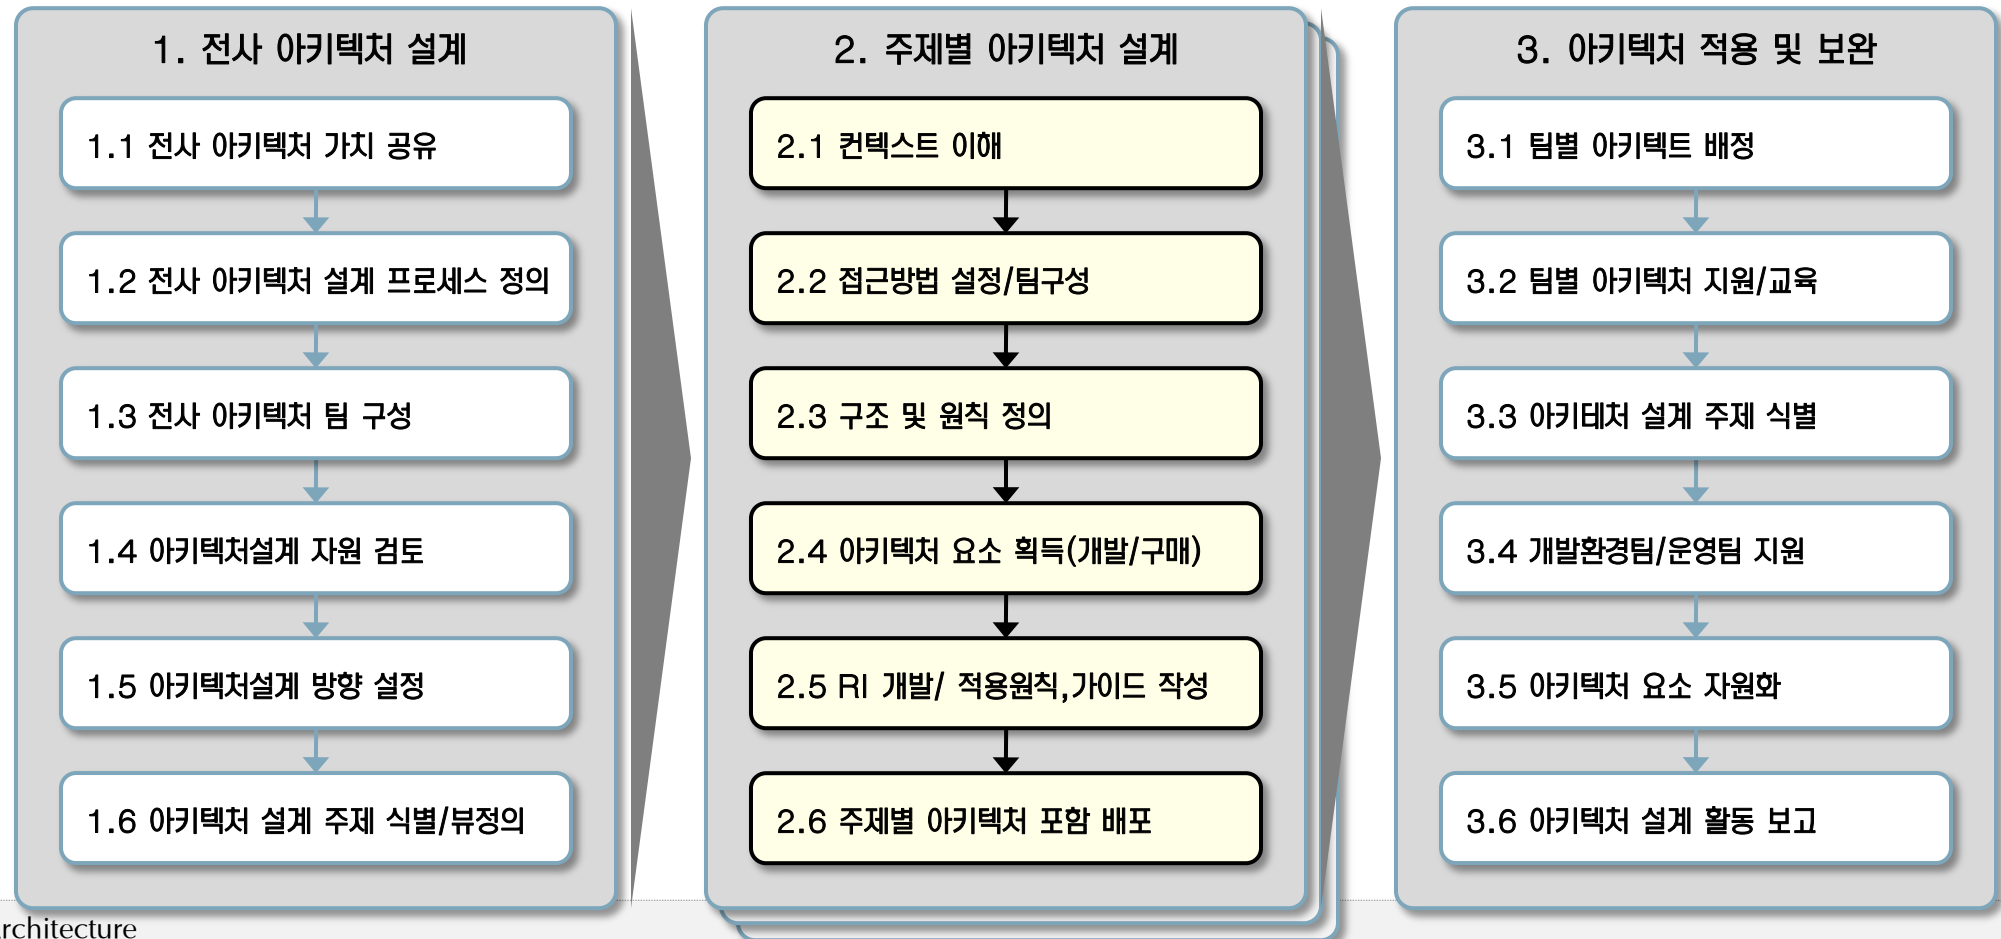 1. 전사 아키텍처 설계
1.1 전사 아키텍처 가치 공유
1.2 전사 아키텍처 설계 프로세스 정의
1.3 전사 아키텍처 팀 구성
1.4 아키텍처설계 자원 검토
1.5 아키텍처설계 방향 설정
1.6 아키텍처 설계 주제 식별/뷰정의
2. 주제별 아키텍처 설계
2.1 컨텍스트 이해
2.2 접근방법 설정/팀구성
2.3 구조 및 원칙 정의
2.4 아키텍처 요소 획득(개발/구매)
2.5 RI 개발/ 적용원칙,가이드 작성
2.6 주제별 아키텍처 포함 배포
3. 아키텍처 적용 및 보완
3.1 팀별 아키텍트 배정
3.2 팀별 아키텍처 지원/교육
3.3 아키테처 설계 주제 식별
3.4 개발환경팀/운영팀 지원
3.5 아키텍처 요소 자원화
3.6 아키텍처 설계 활동 보고
rchitecture